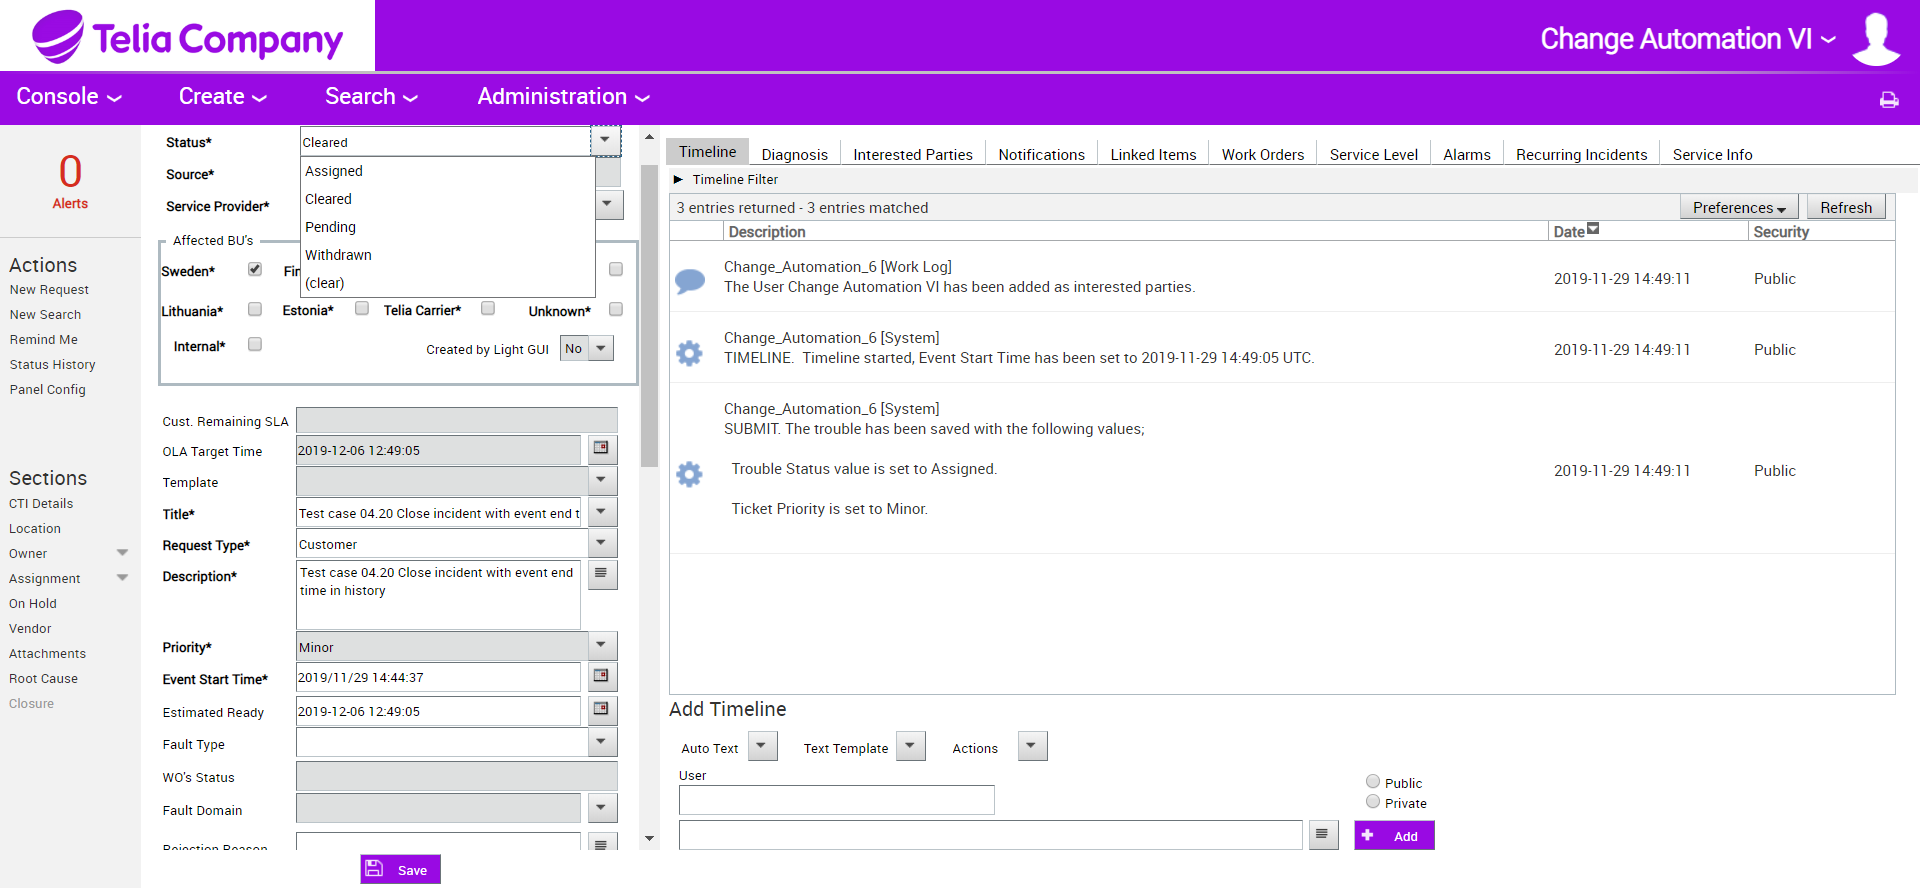 Telia Company
Change Automation VI
Console
Create
Search
Administration
0
Alerts
Actions
New Request
New Search
Remind Me
Status History
Panel Config
Sections
CTI Details
Location
Owner
Assignment
On Hold
Vendor
Attachments
Root Cause
Closure
Status*
Cleared
Assigned
Cleared
Pending
Withdrawn
(clear)
Source*
Service Provider*
Affected BU's
Sweden*
Lithuania*
Estonia*
Telia Carrier*
Unknown*
Internal*
Created by Light GUI
No
Cust. Remaining SLA
OLA Target Time
2019-12-06 12:49:05
Template
Title*
Test case 04.20 Close incident with event end t
Request Type*
Customer
Description*
Test case 04.20 Close incident with event end
time in history
Priority*
Minor
Event Start Time*
2019/11/29 14:44:37
Estimated Ready
2019-12-06 12:49:05
Fault Type
WO's Status
Fault Domain
Rejection Reason
Save
Timeline
Diagnosis
Interested Parties
Notifications
Linked Items
Work Orders
Service Level
Alarms
Recurring Incidents
Service Info
Timeline Filter
3 entries returned - 3 entries matched
Preferences
Refresh
Description
Date
Security
Change_Automation_6 [Work Log]
The User Change Automation VI has been added as interested parties.
2019-11-29 14:49:11
Public
Change_Automation_6 [System]
TIMELINE. Timeline started, Event Start Time has been set to 2019-11-29 14:49:05 UTC.
2019-11-29 14:49:11
Public
Change_Automation_6 [System]
SUBMIT. The trouble has been saved with the following values;
Trouble Status value is set to Assigned.
Ticket Priority is set to Minor.
2019-11-29 14:49:11
Public
Add Timeline
Auto Text
Text Template
Actions
User
Public
Private
Add